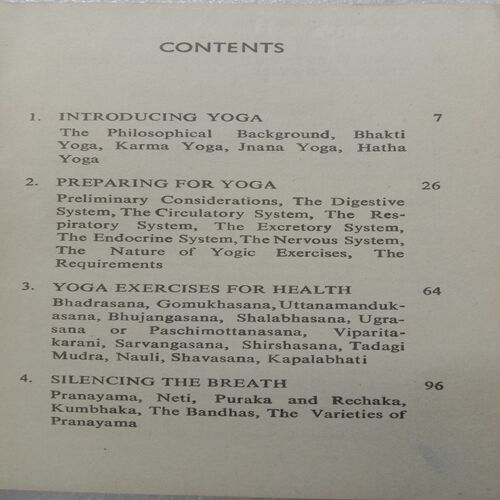 CONTENTS
1. INTRODUCING YOGA 7
The Philosophical Background, Bhakti
Yoga, Karma Yoga, Jnana Yoga, Hatha
Yoga
2. PREPARING FOR YOGA 26
Preliminary Considerations, The Digestive
System, The Circulatory System, The Res-
piratory System, The Excretory System,
The Endocrine System, The Nervous System,
The Nature of Yogic Exercises, The
Requirements
3. YOGA EXERCISES FOR HEALTH 64
Bhadrasana, Gomukhasana, Uttanamanduk-
asana, Bhujangasana, Shalabhasana, Ugra-
sana or Paschimottanasana, Viparita-
karani, Sarvangasana, Shirshasana, Tadagi
Mudra, Nauli, Shavasana, Kapalabhati
4. SILENCING THE BREATH 96
Pranayama, Neti, Puraka and Rechaka,
Kumbhaka, The Bandhas, The Varieties of
Pranayama